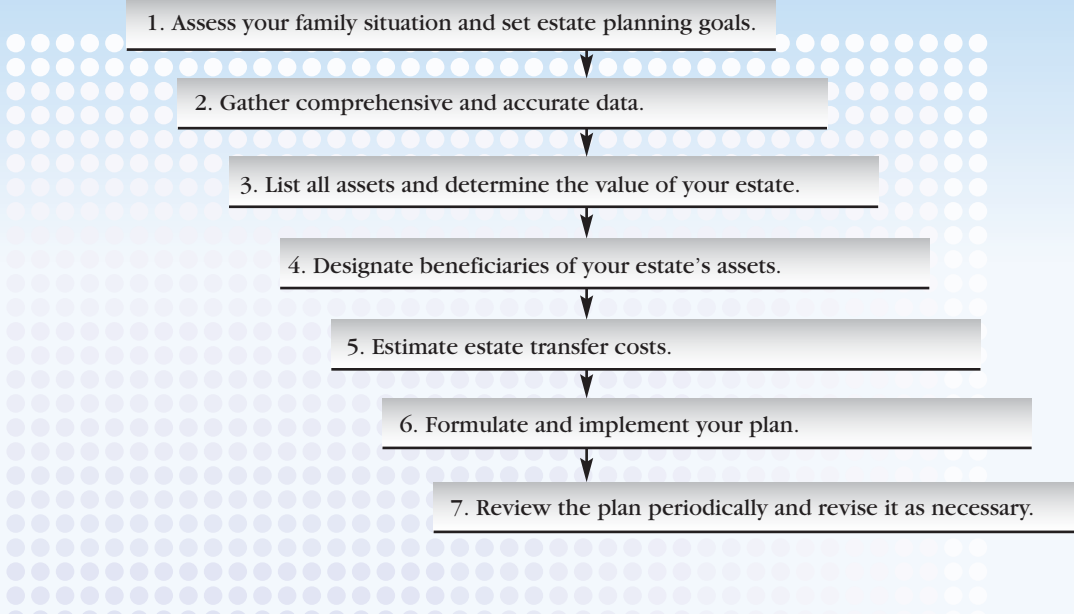 1. Assess your family situation and set estate planning goals.
2. Gather comprehensive and accurate data.
3. List all assets and determine the value of your estate.
4. Designate beneficiaries of your estate’s assets.
5. Estimate estate transfer costs.
6. Formulate and implement your plan.
7. Review the plan periodically and revise it as necessary.